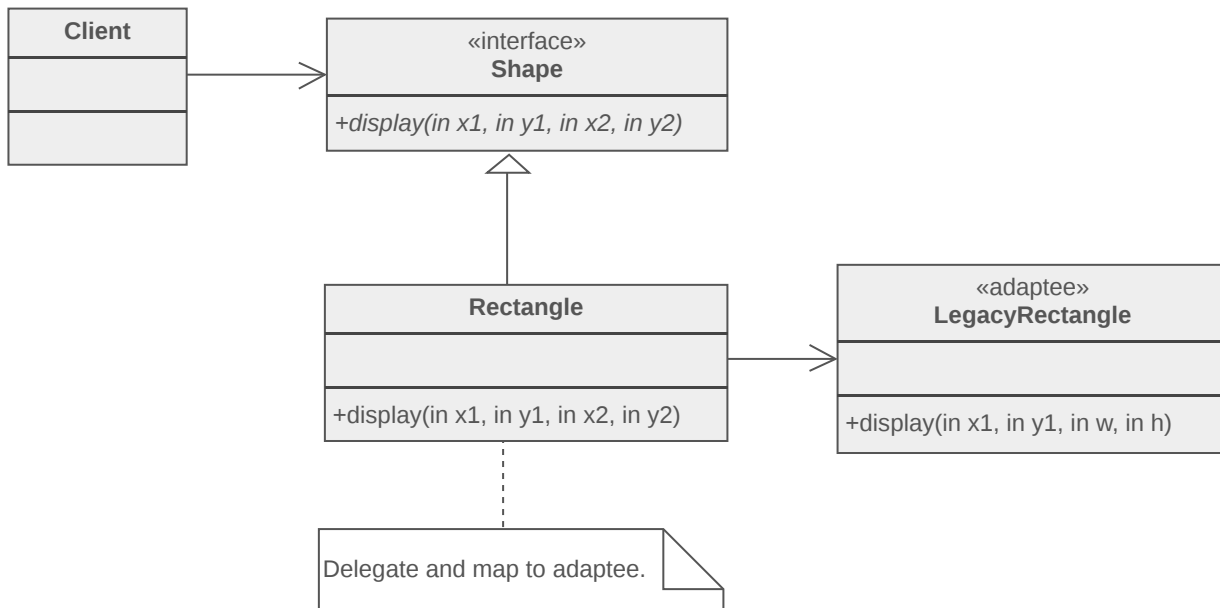 Client
«interface»
Shape
+display(in x1, in y1, in x2, in y2)
Rectangle
+display(in x1, in y1, in x2, in y2)
«adaptee»
LegacyRectangle
+display(in x1, in y1, in w, in h)
Delegate and map to adaptee.